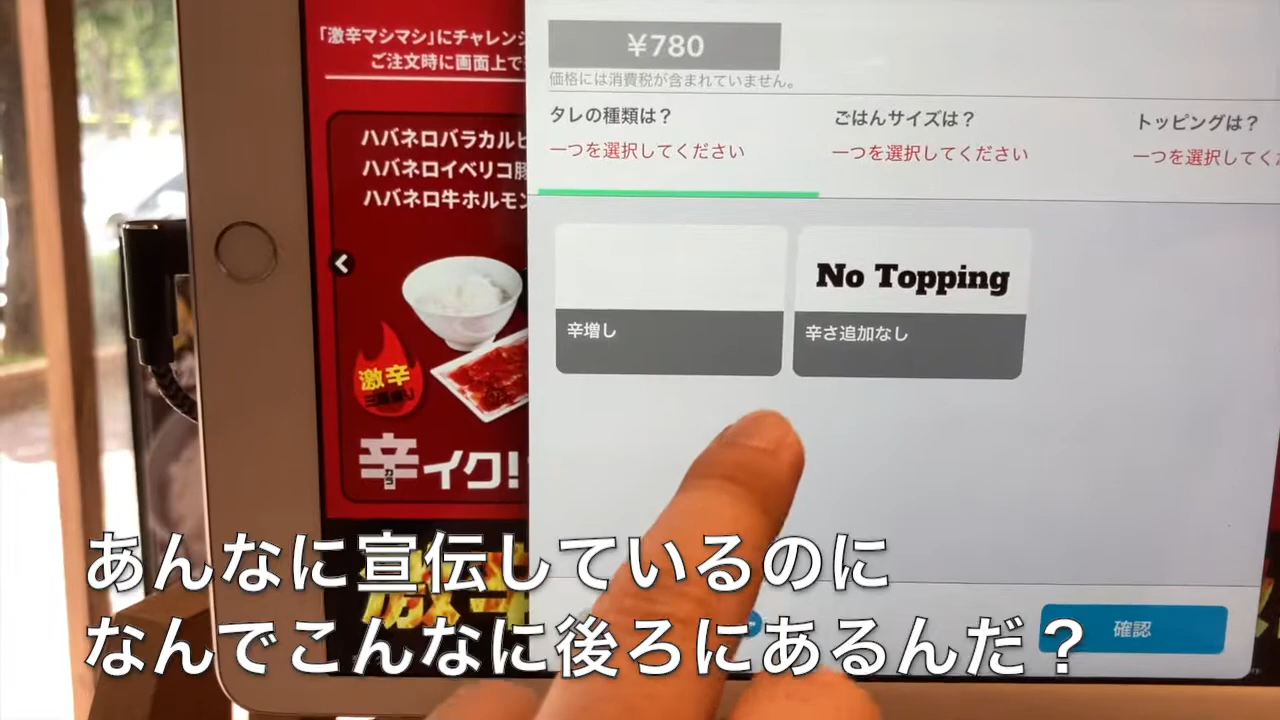 「激辛マシマシ」にチャレン
ご注文時に画面上で
ハバネロバラカルビ
ハバネロイベリコ豚
ハバネロ牛ホルモン
激辛
辛イク!
カラ
¥780
価格には消費税が含まれていません。
タレの種類は?
一つを選択してください
ごはんサイズは?
一つを選択してください
トッピングは?
一つを選択してく
辛増し
No Topping
辛さ追加なし
確認
あんなに宣伝しているのに
なんでこんなに後ろにあるんだ?